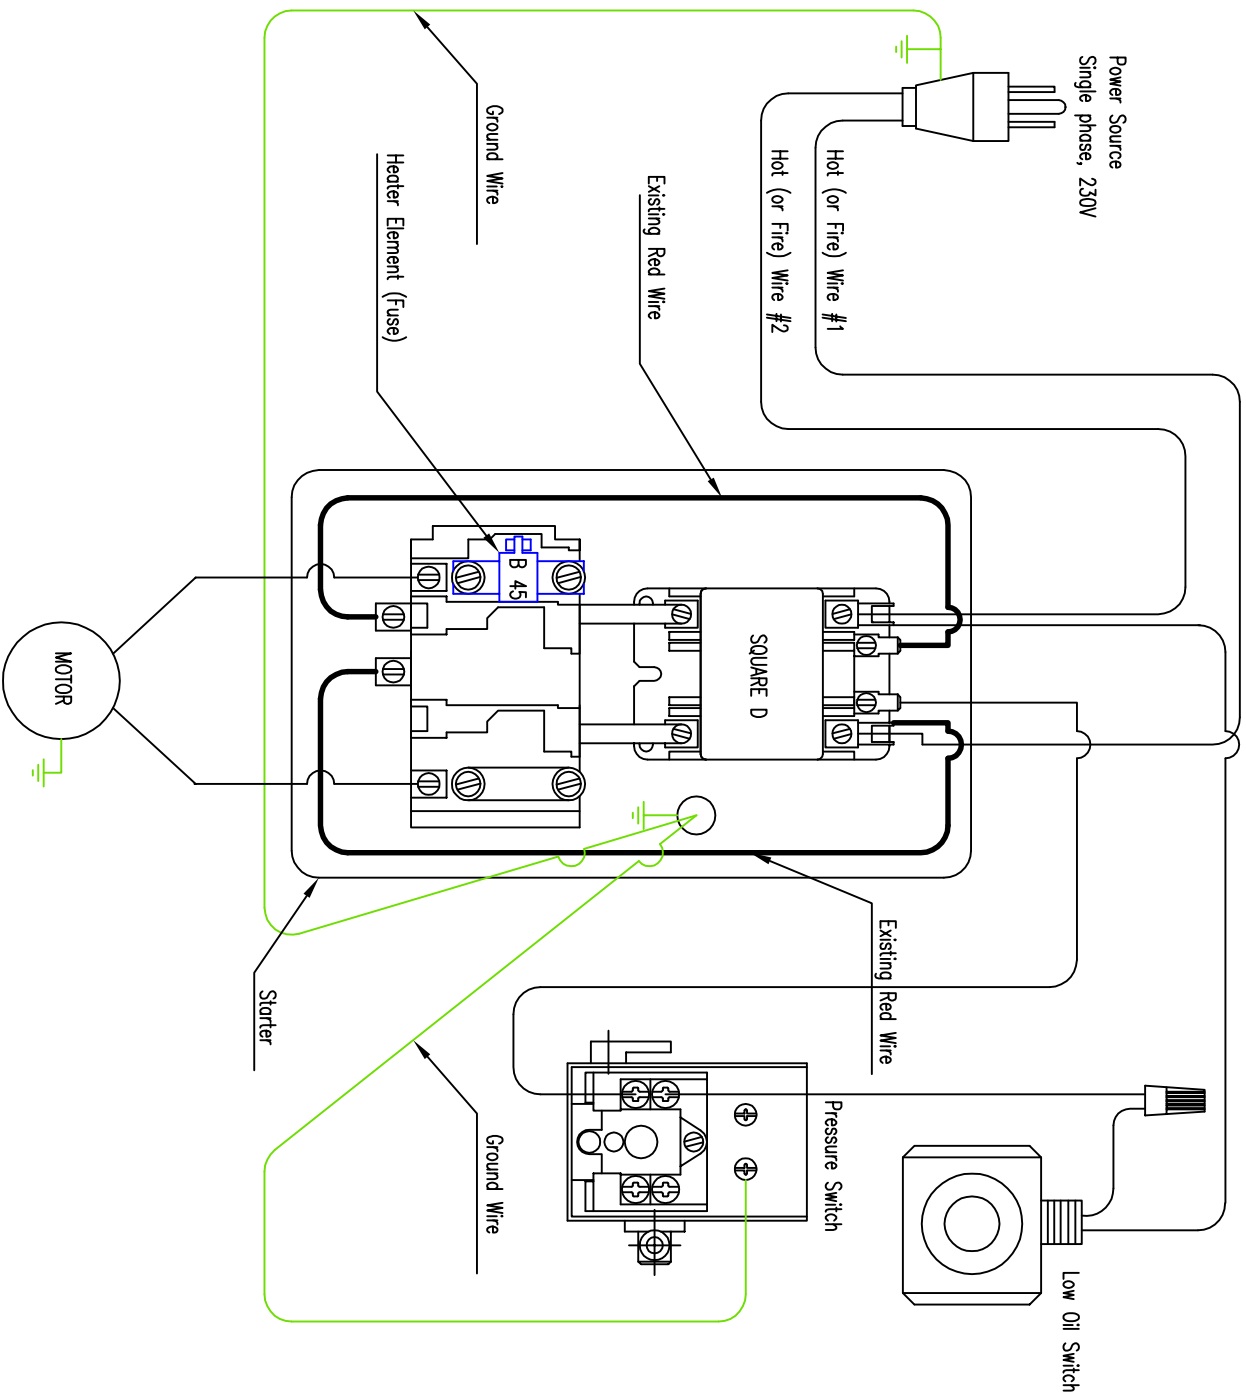 Power Source
Single phase, 230V
Hot (or Fire) Wire #1
Hot (or Fire) Wire #2
Existing Red Wire
Ground Wire
Heater Element (Fuse)
B 45
SQUARE D
MOTOR
Existing Red Wire
Starter
Pressure Switch
Ground Wire
Low Oil Switch